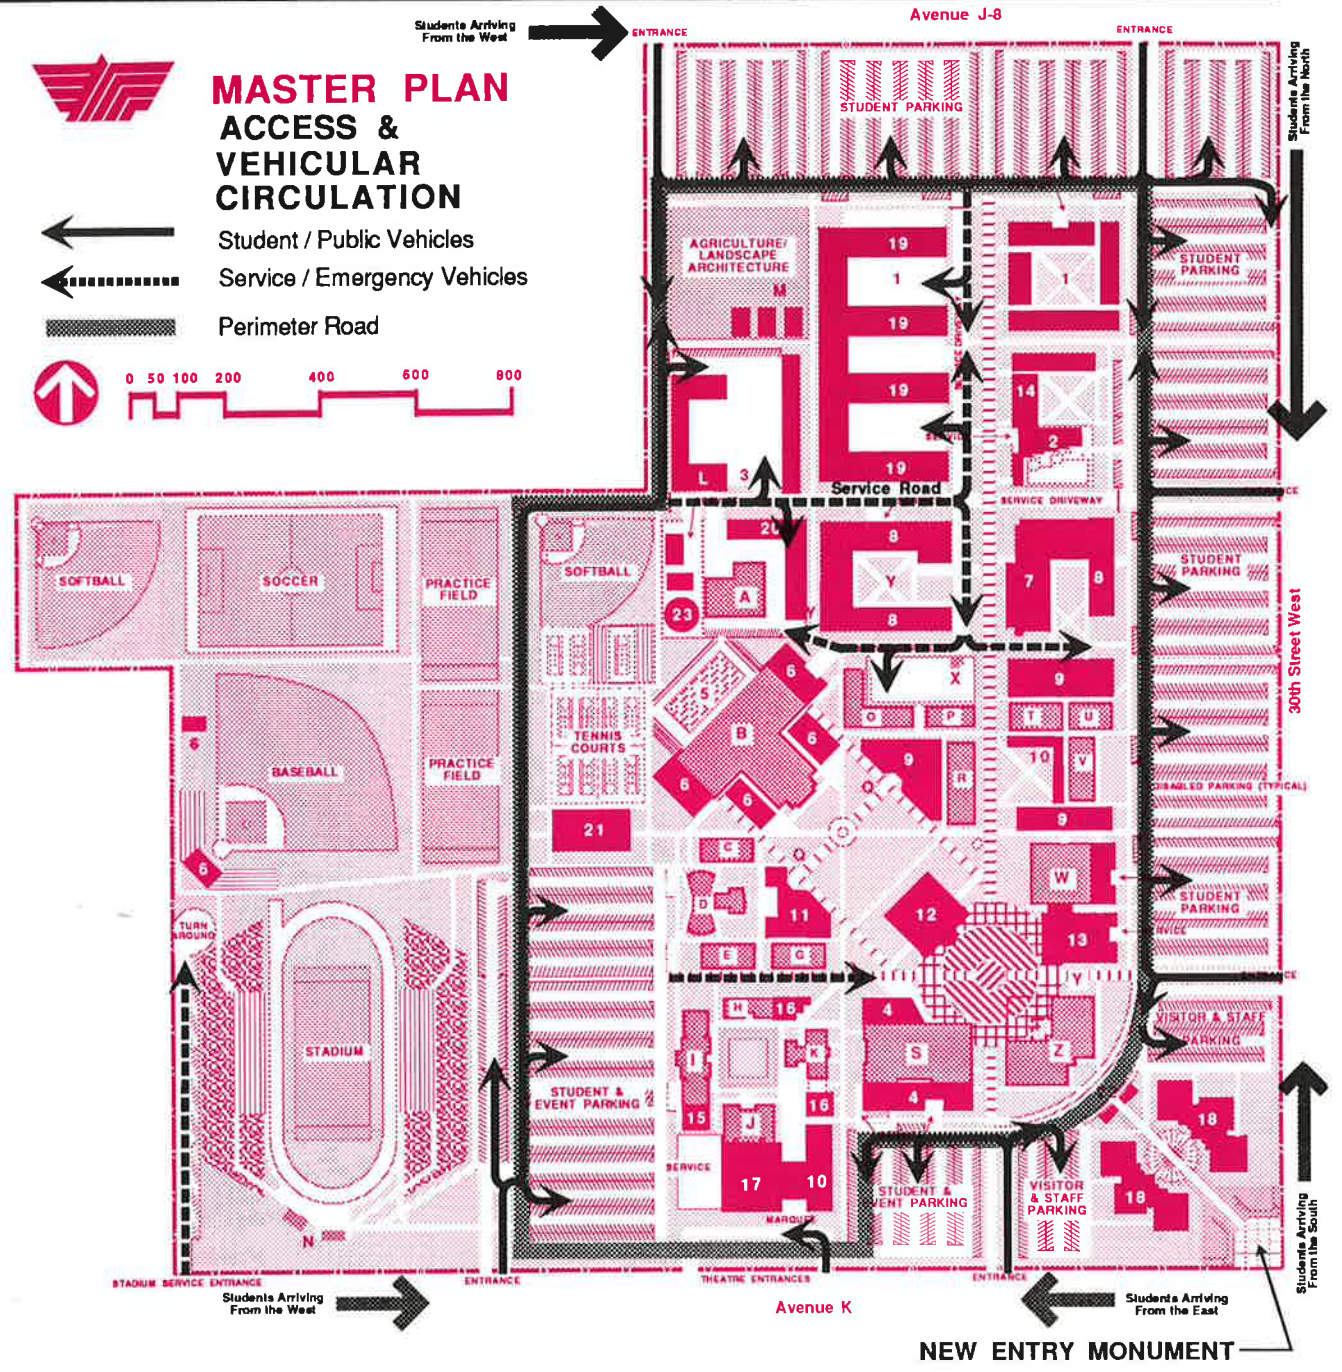 Students Arriving
From the West
Avenue J-8
ENTRANCE
ENTRANCE
Students Arriving
From the North
MASTER PLAN
ACCESS &
VEHICULAR
CIRCULATION
Student / Public Vehicles
Service / Emergency Vehicles
Perimeter Road
0 50 100 200 400 600 800
STUDENT PARKING
AGRICULTURE/
LANDSCAPE
ARCHITECTURE
M
19
1
19
19
19
1
STUDENT
PARKING
14
2
L
3
Service Road
SERVICE DRIVEWAY
SOFTBALL
SOCCER
PRACTICE
FIELD
SOFTBALL
20
A
23
Y
8
Y
8
7
8
STUDENT
PARKING
30th Street West
5
6
B
6
6
6
X
O
P
9
T
U
9
R
10
V
9
6
BASEBALL
PRACTICE
FIELD
TENNIS
COURTS
21
6
DISABLED PARKING (TYPICAL)
C
D
11
E
G
12
W
13
STUDENT
PARKING
TURN
AROUND
STADIUM
H
16
I
K
15
16
J
4
S
4
Y
Z
VISITOR & STAFF
PARKING
STUDENT &
EVENT PARKING
SERVICE
17
10
MARQUEE
STUDENT &
EVENT PARKING
VISITOR
& STAFF
PARKING
18
18
N
STADIUM SERVICE ENTRANCE
ENTRANCE
THEATRE ENTRANCES
ENTRANCE
Students Arriving
From the West
Avenue K
Students Arriving
From the East
Students Arriving
From the South
NEW ENTRY MONUMENT